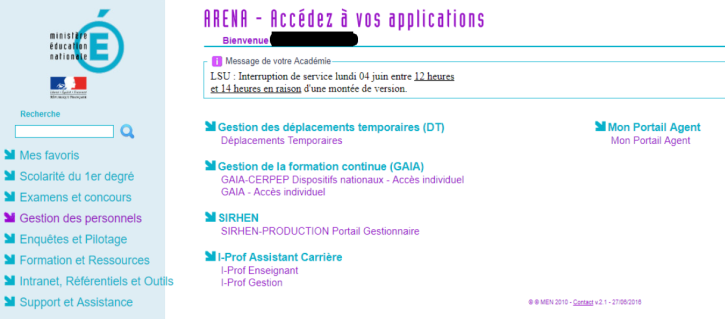 ministère
éducation
nationale
ARENA - Accédez à vos applications
Bienvenue
Message de votre Académie
LSU : Interruption de service lundi 04 juin entre 12 heures
et 14 heures en raison d'une montée de version.
Recherche
Mes favoris
Scolarité du 1er degré
Examens et concours
Gestion des personnels
Enquêtes et Pilotage
Formation et Ressources
Intranet, Référentiels et Outils
Support et Assistance
Gestion des déplacements temporaires (DT)
Déplacements Temporaires
Gestion de la formation continue (GAIA)
GAIA-CERPEP Dispositifs nationaux - Accès individuel
GAIA - Accès individuel
SIRHEN
SIRHEN-PRODUCTION Portail Gestionnaire
I-Prof Assistant Carrière
I-Prof Enseignant
I-Prof Gestion
Mon Portail Agent
Mon Portail Agent
MEN 2010 - Contact v.2.1 - 27/06/2016